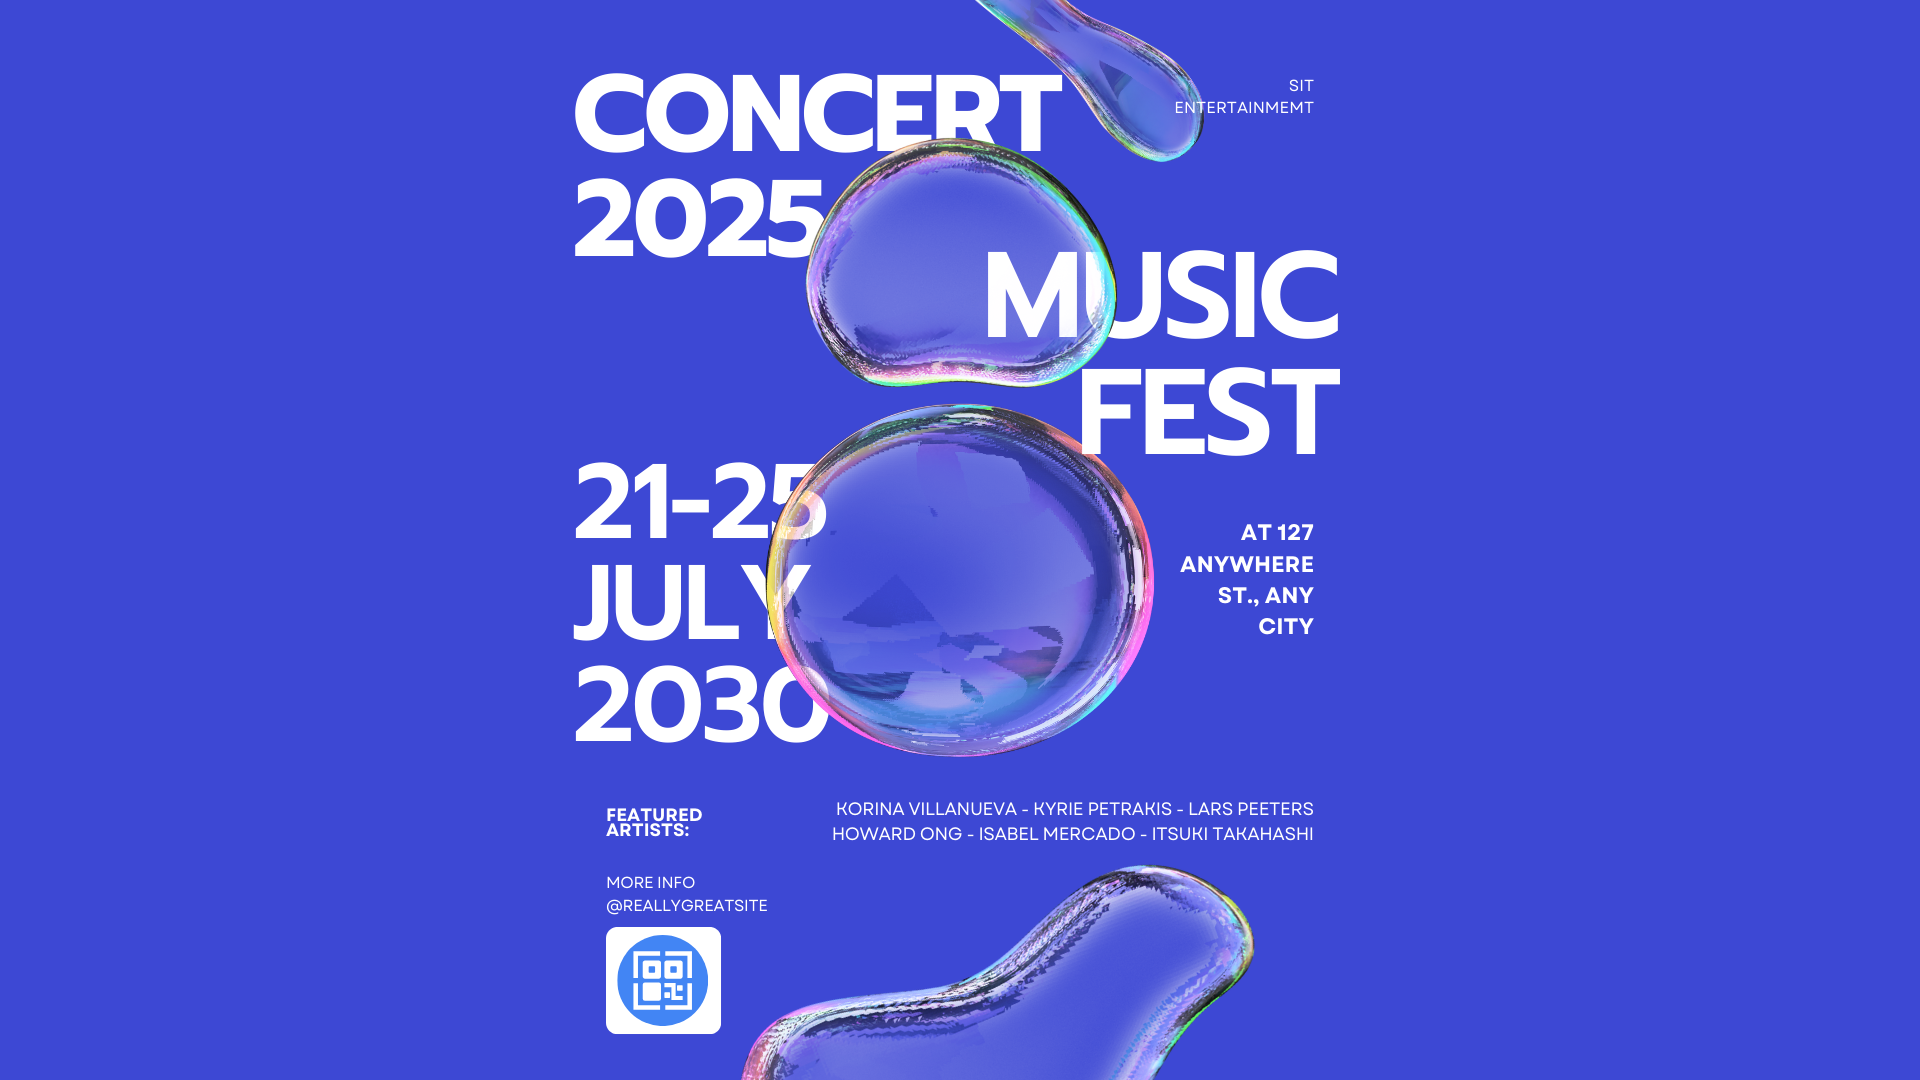 CONCERT
2025
SIT
ENTERTAINMEMT
MUSIC
FEST
21-25
JULY
2030
AT 127
ANYWHERE
ST., ANY
CITY
FEATURED
ARTISTS:
KORINA VILLANUEVA - KYRIE PETRAKIS - LARS PEETERS
HOWARD ONG - ISABEL MERCADO - ITSUKI TAKAHASHI
MORE INFO
@REALLYGREATSITE